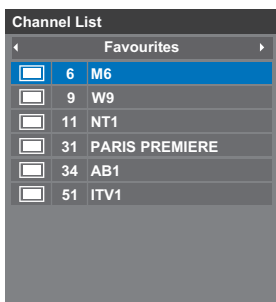 Channel List
Favourites
6 M6
9 W9
11 NT1
31 PARIS PREMIERE
34 AB1
51 ITV1